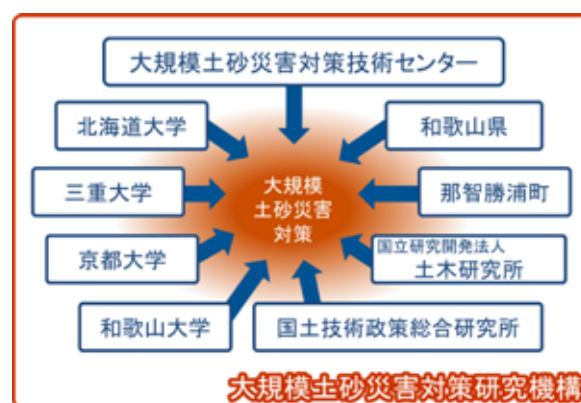 大規模土砂災害対策技術センター
北海道大学
和歌山県
三重大学
大規模
土砂災害
対策
那智勝浦町
京都大学
国立研究開発法人
土木研究所
和歌山大学
国土技術政策総合研究所
大規模土砂災害対策研究機構